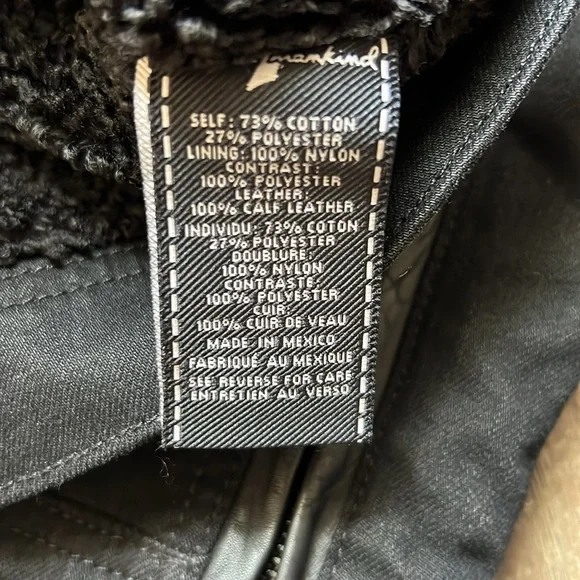 mankind
SELF: 73% COTTON
27% POLYESTER
LINING: 100% NYLON
CONTRAST:
100% POLYESTER
LEATHER:
100% CALF LEATHER
INDIVIDU: 73% COTON
27% POLYESTER
DOUBLURE:
100% NYLON
CONTRASTE:
100% POLYESTER
CUIR:
100% CUIR DE VEAU
MADE IN MEXICO
FABRIQUÉ AU MEXIQUE
SEE REVERSE FOR CARE
ENTRETIEN AU VERSO